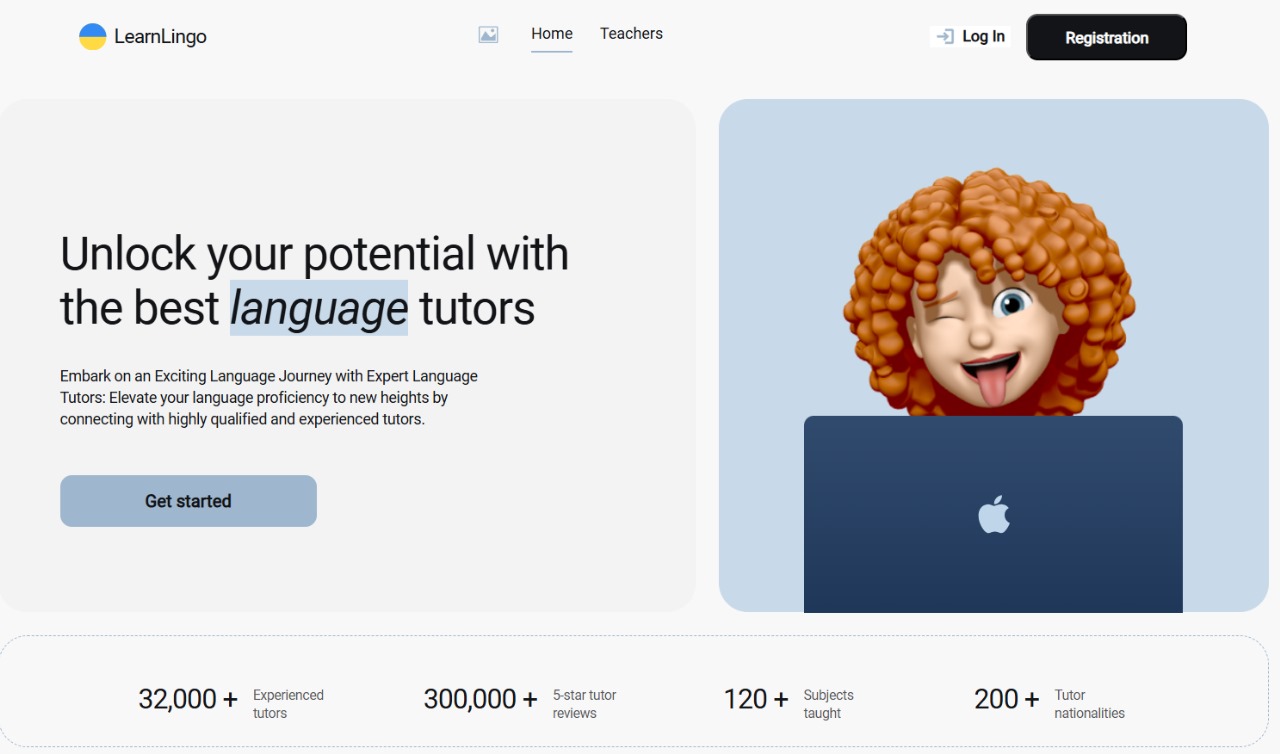 LearnLingo
Home
Teachers
Log In
Registration
Unlock your potential with
the best language tutors
Embark on an Exciting Language Journey with Expert Language
Tutors: Elevate your language proficiency to new heights by
connecting with highly qualified and experienced tutors.
Get started
32,000 +
Experienced
tutors
300,000 +
5-star tutor
reviews
120 +
Subjects
taught
200 +
Tutor
nationalities